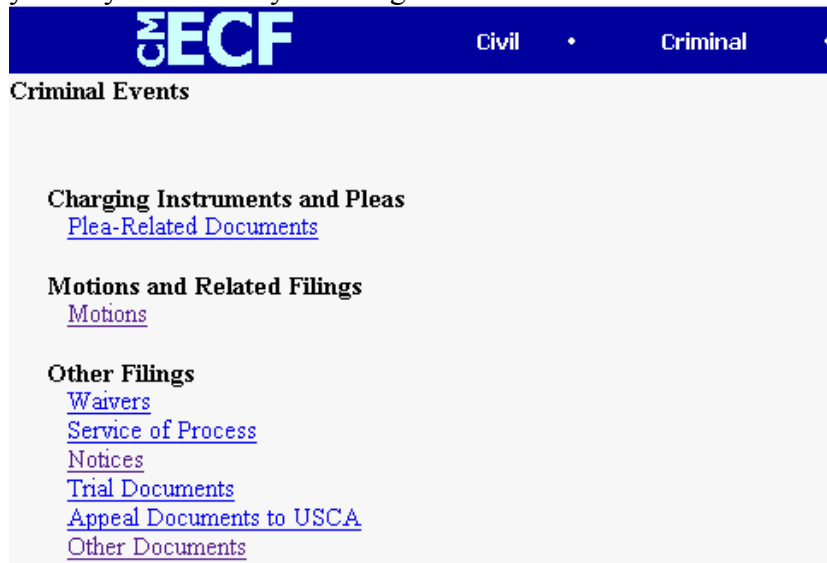 CM ECF Civil • Criminal
Criminal Events
Charging Instruments and Pleas
Plea-Related Documents
Motions and Related Filings
Motions
Other Filings
Waivers
Service of Process
Notices
Trial Documents
Appeal Documents to USCA
Other Documents